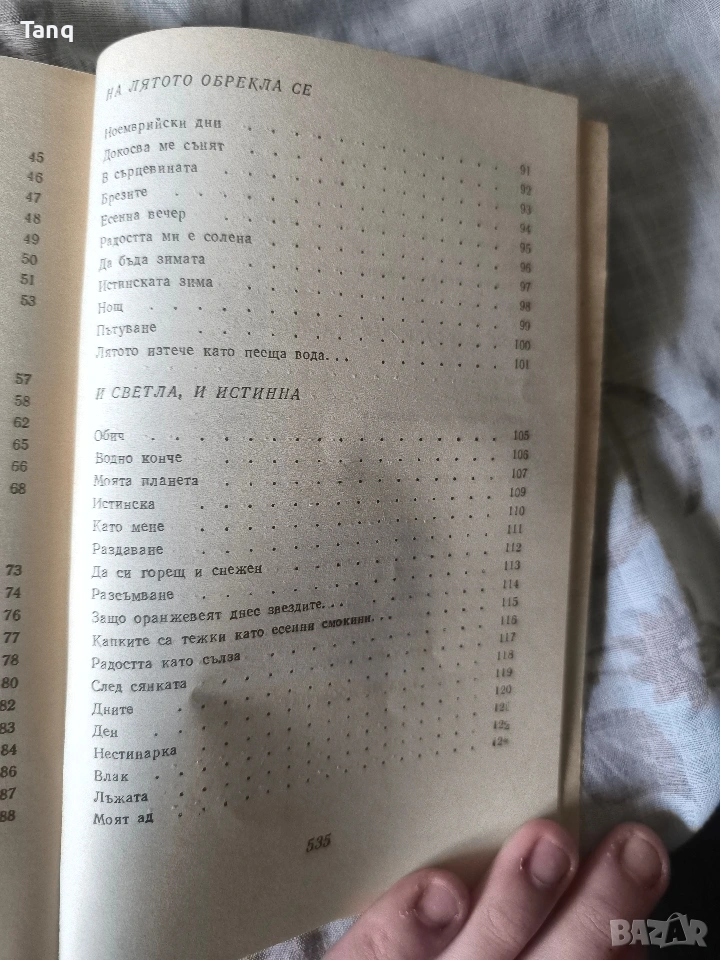 Tanq
45
46
47
48
49
50
51
53
57
58
62
65
66
68
73
74
76
77
78
80
82
83
84
86
87
88
НА ЛЯТОТО ОБРЕКЛА СЕ
Ноемврийски дни . . . . . . . . . . 91
Докосва ме сънят . . . . . . . . . . 92
В сърцевината . . . . . . . . . . 93
Брезите . . . . . . . . . . 94
Есенна вечер . . . . . . . . . . 95
Радостта ми е солена . . . . . . . . . . 96
Да бъда зимата . . . . . . . . . . 97
Истинската зима . . . . . . . . . . 98
Нощ . . . . . . . . . . 99
Пътуване . . . . . . . . . . 100
Лятото изтече като пееща вода. . . . . . . . 101
И СВЕТЛА, И ИСТИННА
Обич . . . . . . . . . . 105
Водно конче . . . . . . . . . . 106
Моята планета . . . . . . . . . . 107
Истинска . . . . . . . . . . 109
Като мене . . . . . . . . . . 110
Раздаване . . . . . . . . . . 111
Да си горещ и снежен . . . . . . . . . . 112
Разсъмване . . . . . . . . . . 113
Защо оранжевеят днес звездите. . . . . . . . 114
Капките са тежки като есенни смокини. . . . . . 115
Радостта като сълза . . . . . . . . . . 116
След сянката . . . . . . . . . . 117
Дните . . . . . . . . . . 118
Ден . . . . . . . . . . 119
Нестинарка . . . . . . . . . . 120
Влак . . . . . . . . . . 121
Лъжата . . . . . . . . . . 122
Моят ад . . . . . . . . . .
535
BAZAR